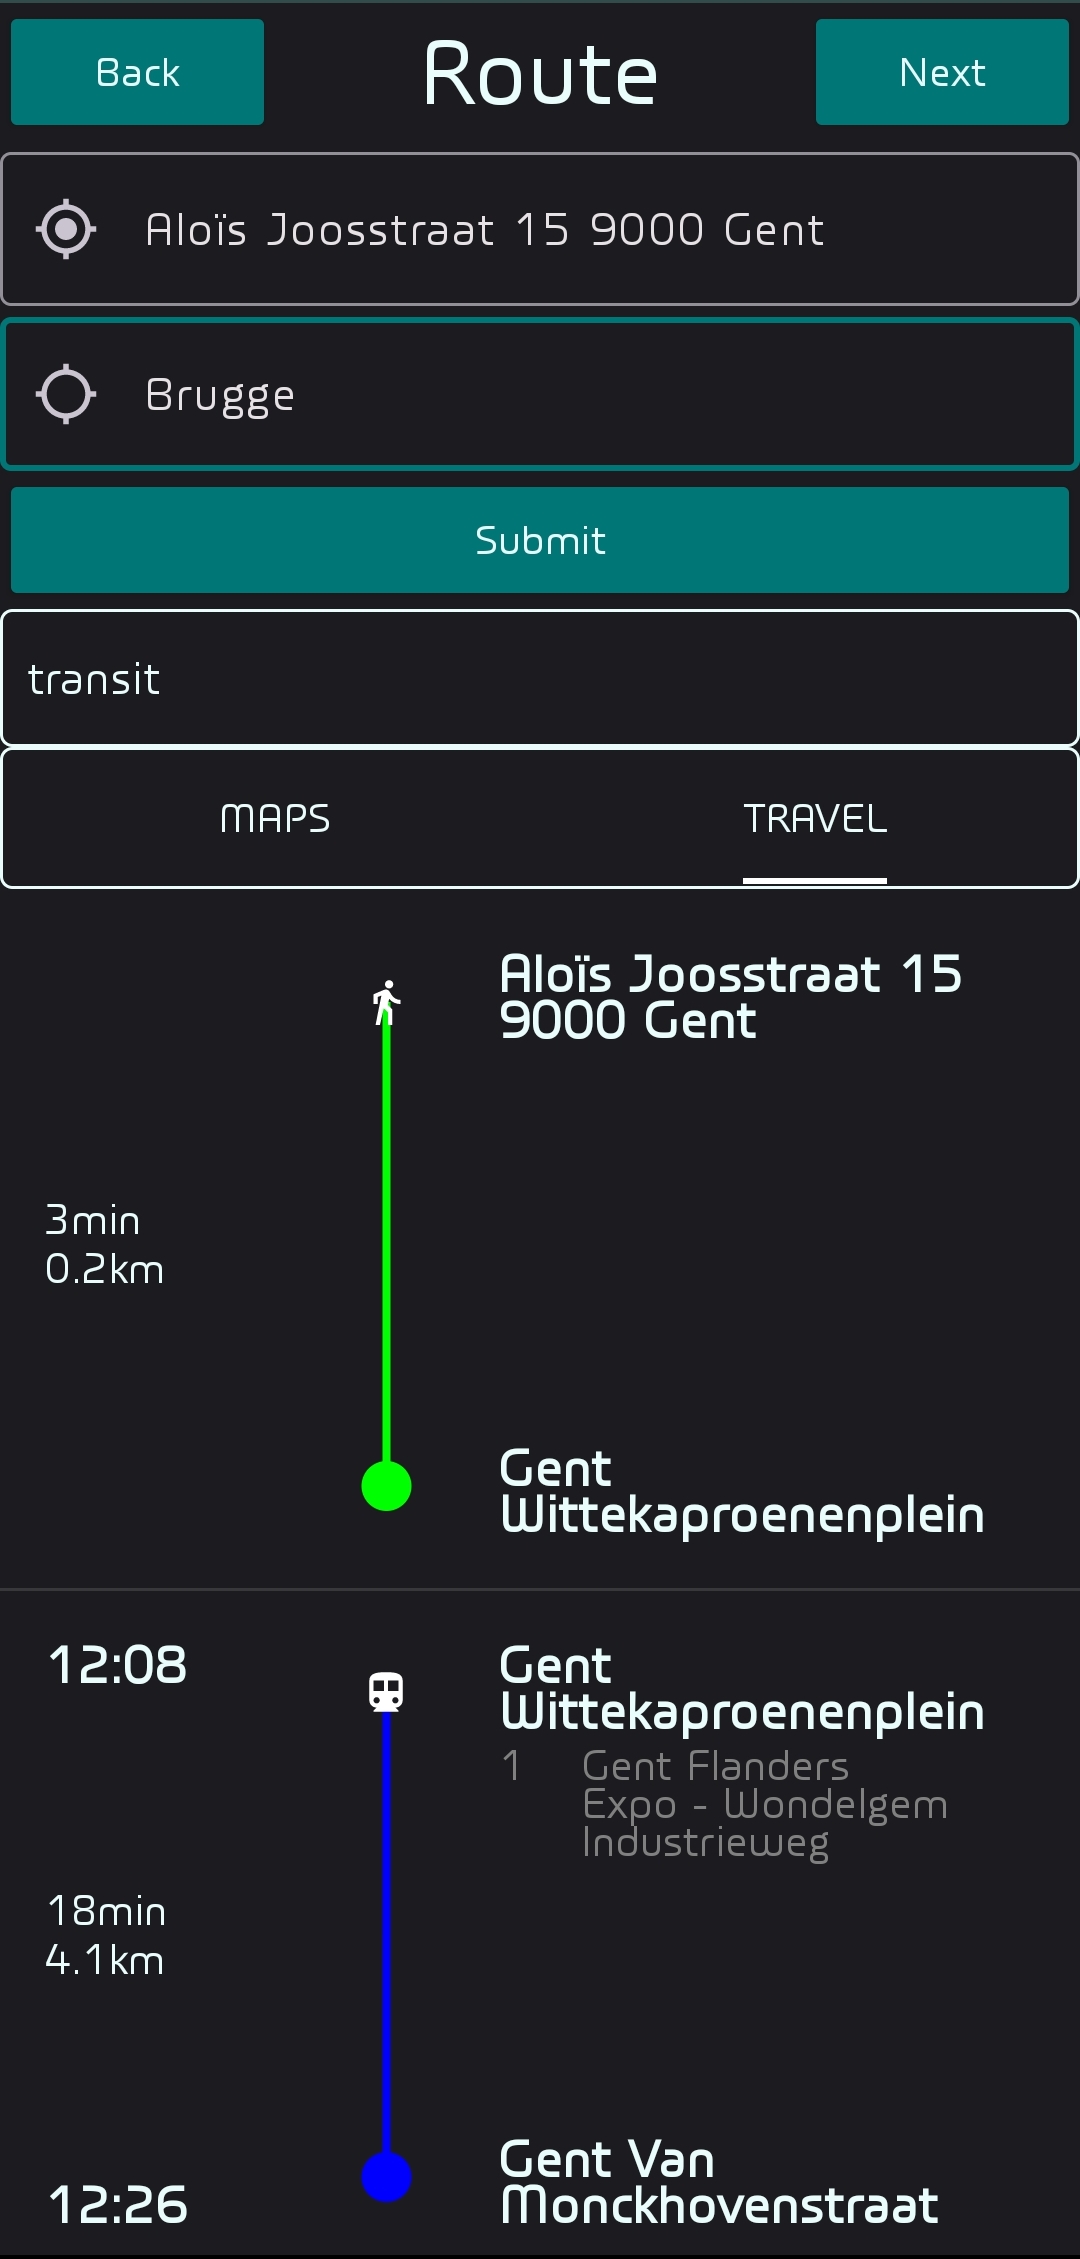 Back
Route
Next
Aloïs Joosstraat 15 9000 Gent
Brugge
Submit
transit
MAPS
TRAVEL
Aloïs Joosstraat 15
9000 Gent
3min
0.2km
Gent
Wittekaproenenplein
12:08
Gent
Wittekaproenenplein
1
Gent Flanders
Expo - Wondelgem
Industrieweg
18min
4.1km
Gent Van
Monckhovenstraat
12:26